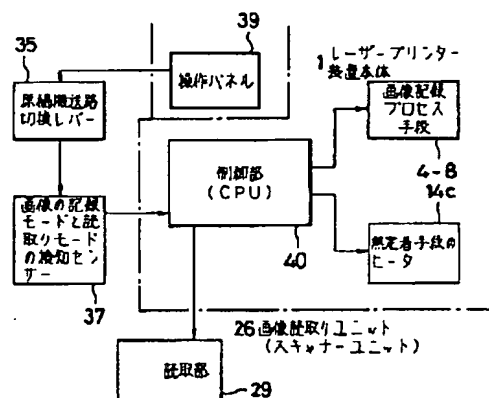 35
原稿搬送路
切換レバー
39
操作パネル
1 レーザープリンター
装置本体
画像記録
プロセス
手段
4-8
14c
制御部
(CPU)
40
画像の記録
モードと読
取りモード
の検知セン
サー
37
熱定着手段の
ヒータ
26 画像読取りユニット
(スキャナーユニット)
読取部
29